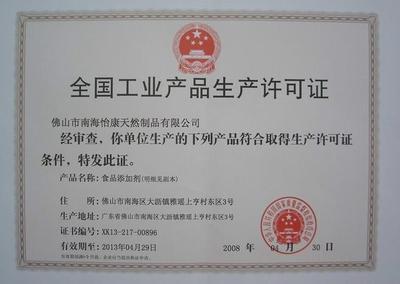 全国工业产品生产许可证
佛山市南海怡康天然制品有限公司
经审查，你单位生产的下列产品符合取得生产许可证
条件，特发此证。
产品名称：食品添加剂(明细见副本)
住　　所：佛山市南海区大沥镇雅瑶上亨村东区3号
生产地址：广东省佛山市南海区大沥镇雅瑶上亨村东区3号
证书编号：XK13-217-00896
有效期至：2013年04月29日
2008 年 04 月 30 日